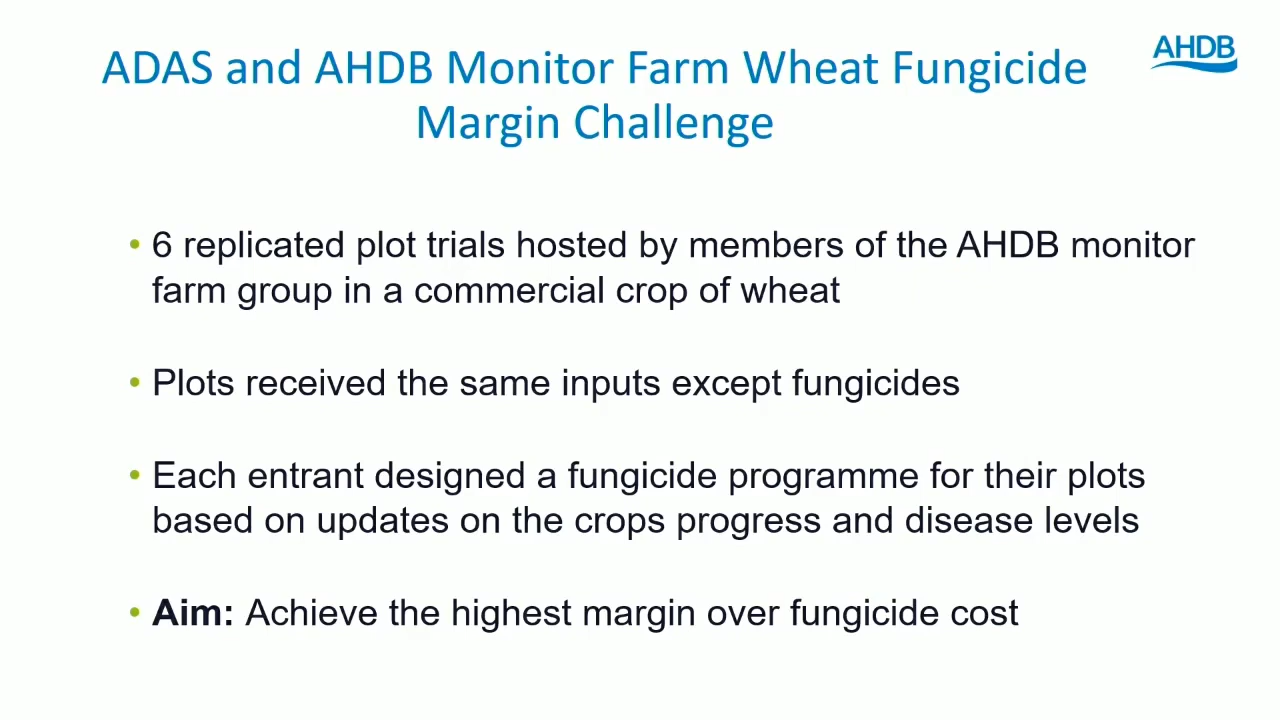 ADAS and AHDB Monitor Farm Wheat Fungicide
Margin Challenge
AHDB
• 6 replicated plot trials hosted by members of the AHDB monitor
farm group in a commercial crop of wheat
• Plots received the same inputs except fungicides
• Each entrant designed a fungicide programme for their plots
based on updates on the crops progress and disease levels
• Aim: Achieve the highest margin over fungicide cost